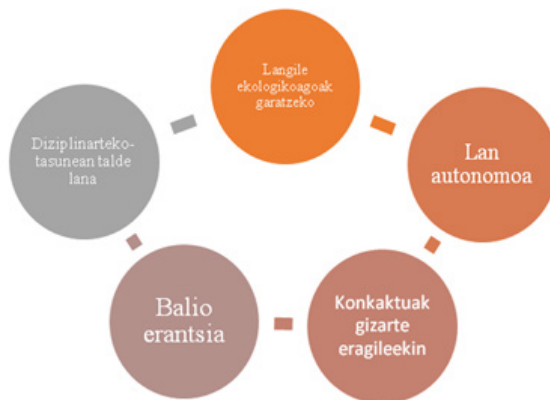 Langile
ekologikoagoak
garatzeko
Lan
autonomoa
Konkaktuak
gizarte
eragileekin
Balio
erantsia
Diziplinarteko-
tasunean talde
lana